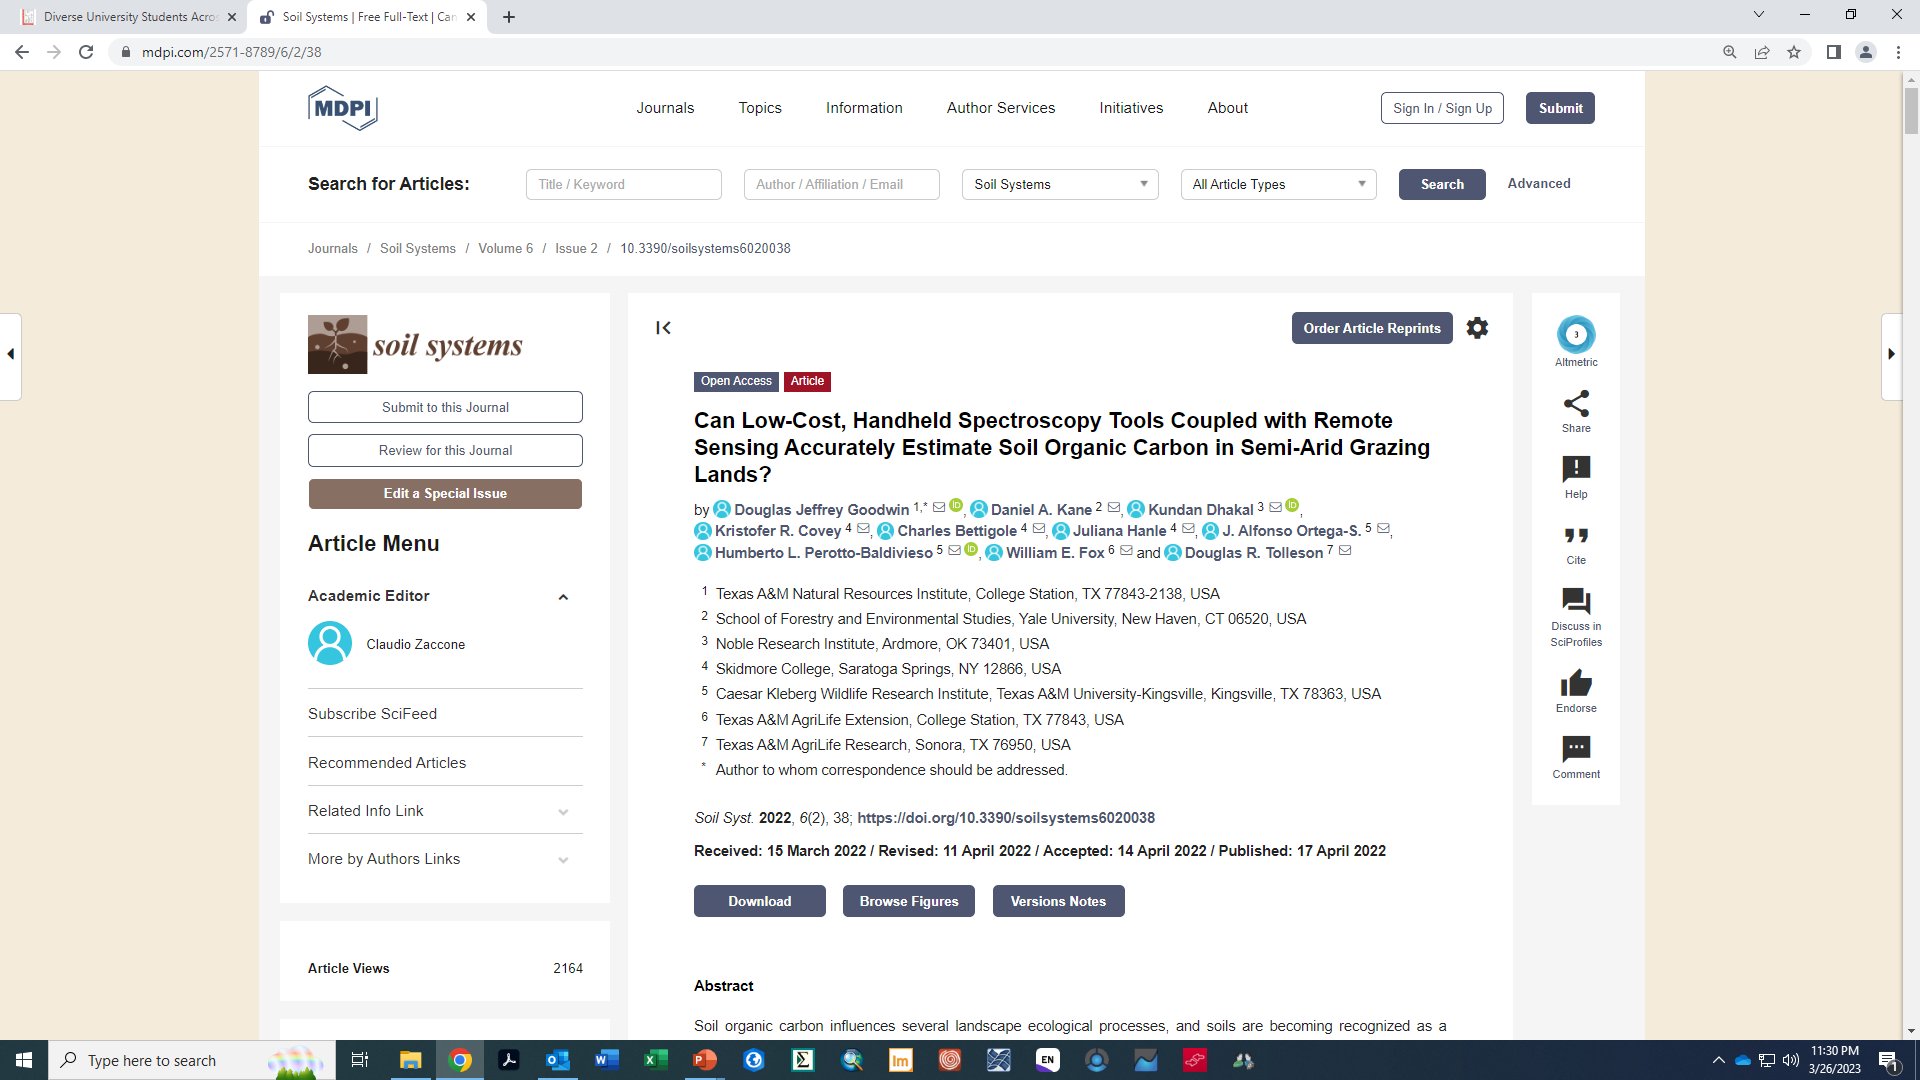 Diverse University Students Acros
Soil Systems | Free Full-Text | Can
mdpi.com/2571-8789/6/2/38
MDPI
Journals
Topics
Information
Author Services
Initiatives
About
Sign In / Sign Up
Submit
Search for Articles:
Title / Keyword
Author / Affiliation / Email
Soil Systems
All Article Types
Search
Advanced
Journals / Soil Systems / Volume 6 / Issue 2 / 10.3390/soilsystems6020038
soil systems
Submit to this Journal
Review for this Journal
Edit a Special Issue
Article Menu
Academic Editor
Claudio Zaccone
Subscribe SciFeed
Recommended Articles
Related Info Link
More by Authors Links
Article Views 2164
Order Article Reprints
Open Access Article
Can Low-Cost, Handheld Spectroscopy Tools Coupled with Remote
Sensing Accurately Estimate Soil Organic Carbon in Semi-Arid Grazing
Lands?
by Douglas Jeffrey Goodwin 1,* iD, Daniel A. Kane 2, Kundan Dhakal 3 iD,
Kristofer R. Covey 4, Charles Bettigole 4, Juliana Hanle 4, J. Alfonso Ortega-S. 5,
Humberto L. Perotto-Baldivieso 5 iD, William E. Fox 6 and Douglas R. Tolleson 7
1 Texas A&M Natural Resources Institute, College Station, TX 77843-2138, USA
2 School of Forestry and Environmental Studies, Yale University, New Haven, CT 06520, USA
3 Noble Research Institute, Ardmore, OK 73401, USA
4 Skidmore College, Saratoga Springs, NY 12866, USA
5 Caesar Kleberg Wildlife Research Institute, Texas A&M University-Kingsville, Kingsville, TX 78363, USA
6 Texas A&M AgriLife Extension, College Station, TX 77843, USA
7 Texas A&M AgriLife Research, Sonora, TX 76950, USA
* Author to whom correspondence should be addressed.
Soil Syst. 2022, 6(2), 38; https://doi.org/10.3390/soilsystems6020038
Received: 15 March 2022 / Revised: 11 April 2022 / Accepted: 14 April 2022 / Published: 17 April 2022
Download
Browse Figures
Versions Notes
Abstract
Soil organic carbon influences several landscape ecological processes, and soils are becoming recognized as a
3
Altmetric
Share
Help
Cite
Discuss in
SciProfiles
Endorse
Comment
Type here to search
Im
EN
11:30 PM
3/26/2023
1